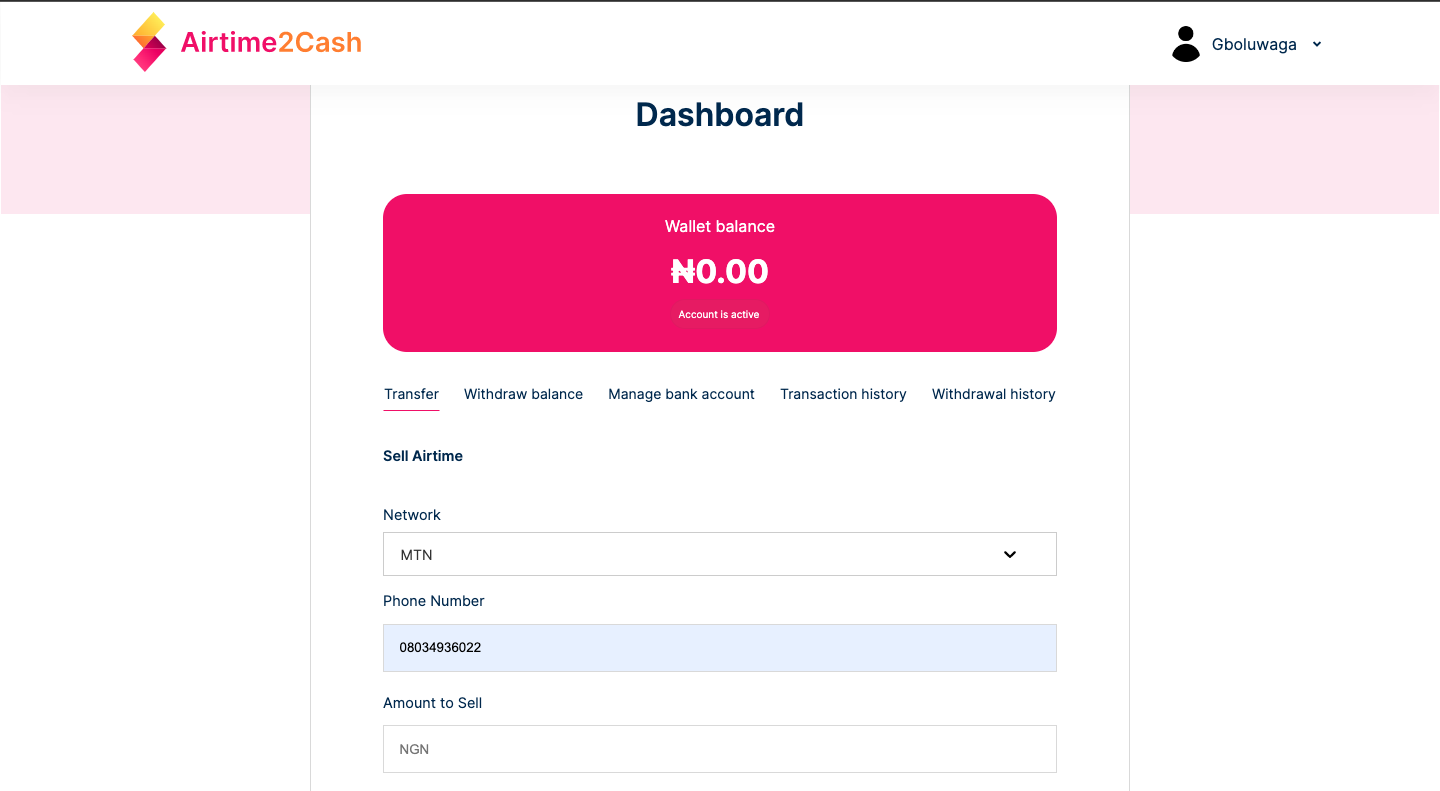 Airtime2Cash
Gboluwaga
Dashboard
Wallet balance
₦0.00
Account is active
Transfer Withdraw balance Manage bank account Transaction history Withdrawal history
Sell Airtime
Network
MTN
Phone Number
08034936022
Amount to Sell
NGN